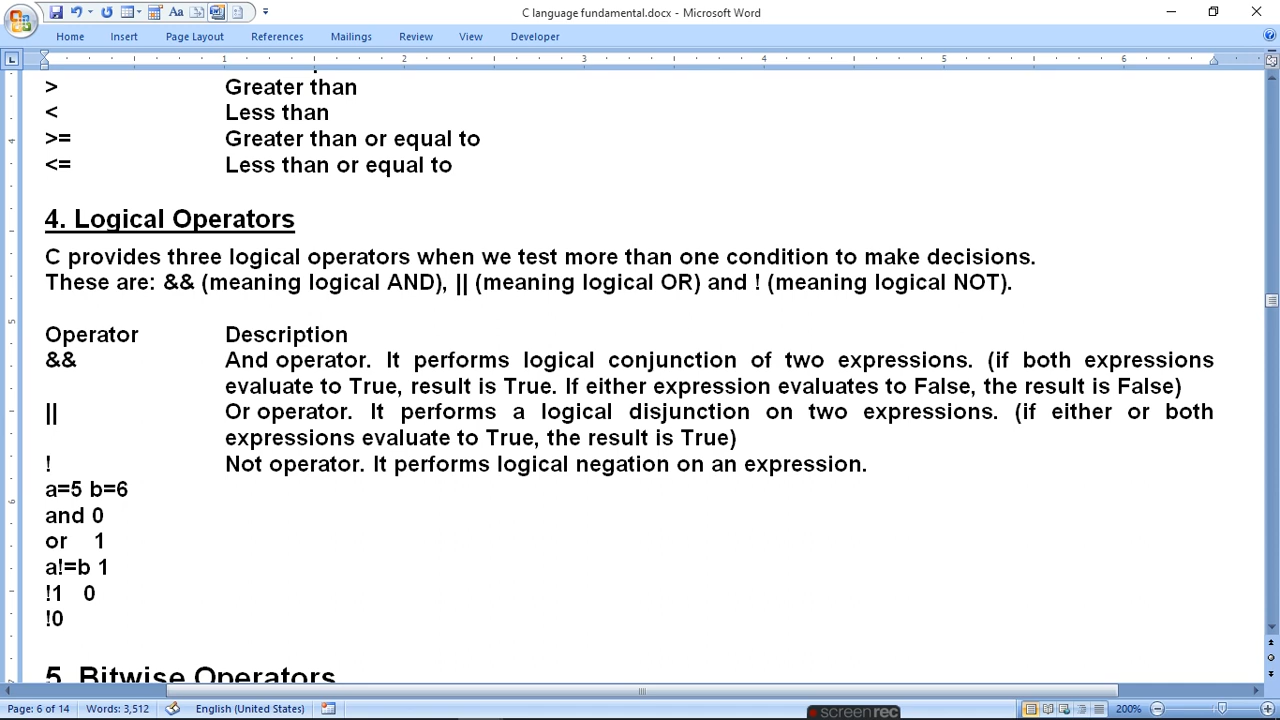 C language fundamental.docx - Microsoft Word
Home Insert Page Layout References Mailings Review View Developer
1 2 3 4 5 6
> Greater than
< Less than
>= Greater than or equal to
<= Less than or equal to
4. Logical Operators
C provides three logical operators when we test more than one condition to make decisions.
These are: && (meaning logical AND), || (meaning logical OR) and ! (meaning logical NOT).
Operator Description
&& And operator. It performs logical conjunction of two expressions. (if both expressions
evaluate to True, result is True. If either expression evaluates to False, the result is False)
|| Or operator. It performs a logical disjunction on two expressions. (if either or both
expressions evaluate to True, the result is True)
! Not operator. It performs logical negation on an expression.
a=5 b=6
and 0
or 1
a!=b 1
!1 0
!0
5. Bitwise Operators
Page: 6 of 14 Words: 3,512 English (United States) screenrec 200%